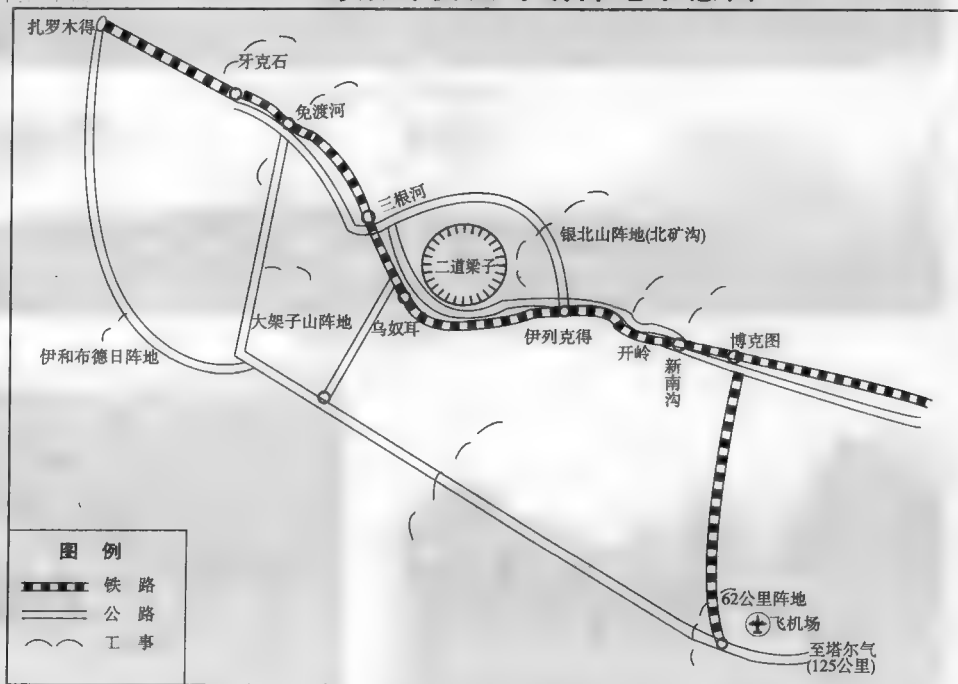 扎罗木得
牙克石
免渡河
三根河
银北山阵地(北矿沟)
二道梁子
大架子山阵地
乌奴耳
伊列克得
伊和布德日阵地
开岭
新南沟
博克图
图 例
铁 路
公 路
工 事
62公里阵地
飞机场
至塔尔气
(125公里)